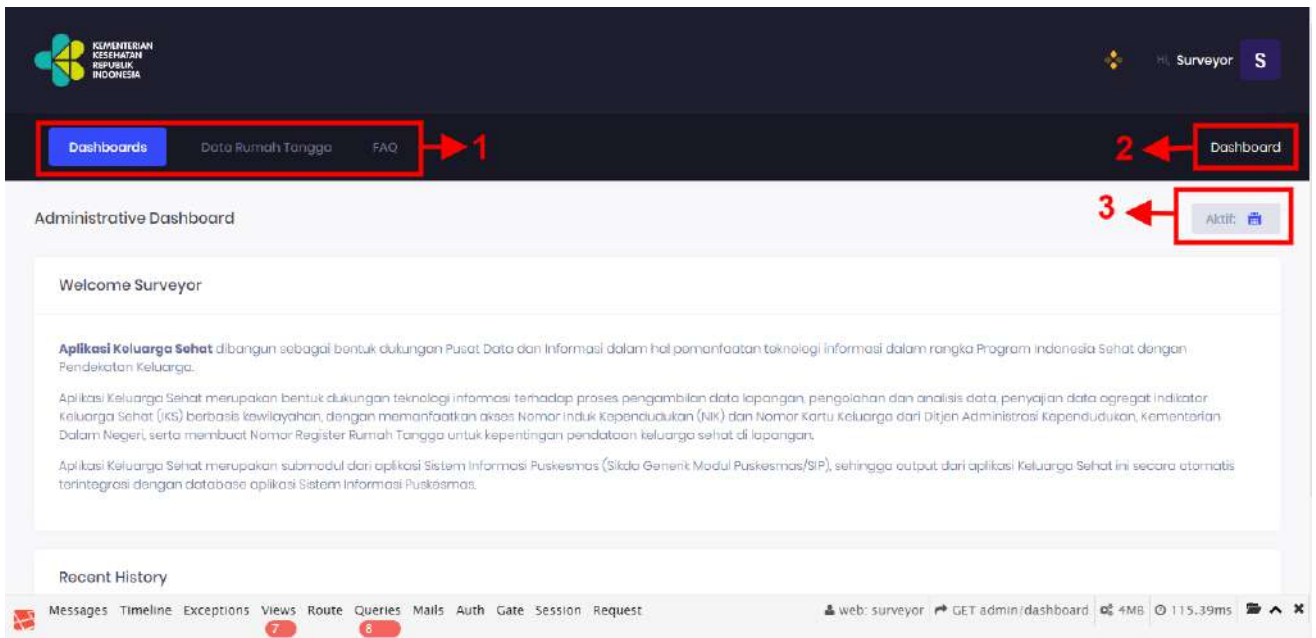 KEMENTERIAN
KESEHATAN
REPUBLIK
INDONESIA
Hi, Surveyor S
Dashboards Data Rumah Tangga FAQ 1 2 Dashboard
Administrative Dashboard 3 Aktif:
Welcome Surveyor
Aplikasi Keluarga Sehat dibangun sebagai bentuk dukungan Pusat Data dan Informasi dalam hal pemanfaatan teknologi informasi dalam rangka Program Indonesia Sehat dengan
Pendekatan Keluarga.
Aplikasi Keluarga Sehat merupakan bentuk dukungan teknologi informasi terhadap proses pengambilan data lapangan, pengolahan dan analisis data, penyajian data agregat Indikator
Keluarga Sehat (IKS) berbasis kewilayahan, dengan memanfaatkan akses Nomor Induk Kependudukan (NIK) dan Nomor Kartu Keluarga dari Ditjen Administrasi Kependudukan, Kementerian
Dalam Negeri, serta membuat Nomor Register Rumah Tangga untuk kepentingan pendataan keluarga sehat di lapangan.
Aplikasi Keluarga Sehat merupakan submodul dari aplikasi Sistem Informasi Puskesmas (Sikda Generik Modul Puskesmas/SIP), sehingga output dari aplikasi Keluarga Sehat ini secara otomatis
terintegrasi dengan database aplikasi Sistem Informasi Puskesmas.
Recent History
Messages Timeline Exceptions Views 7 Route Queries 8 Mails Auth Gate Session Request web: surveyor GET admin/dashboard 4MB 115.39ms